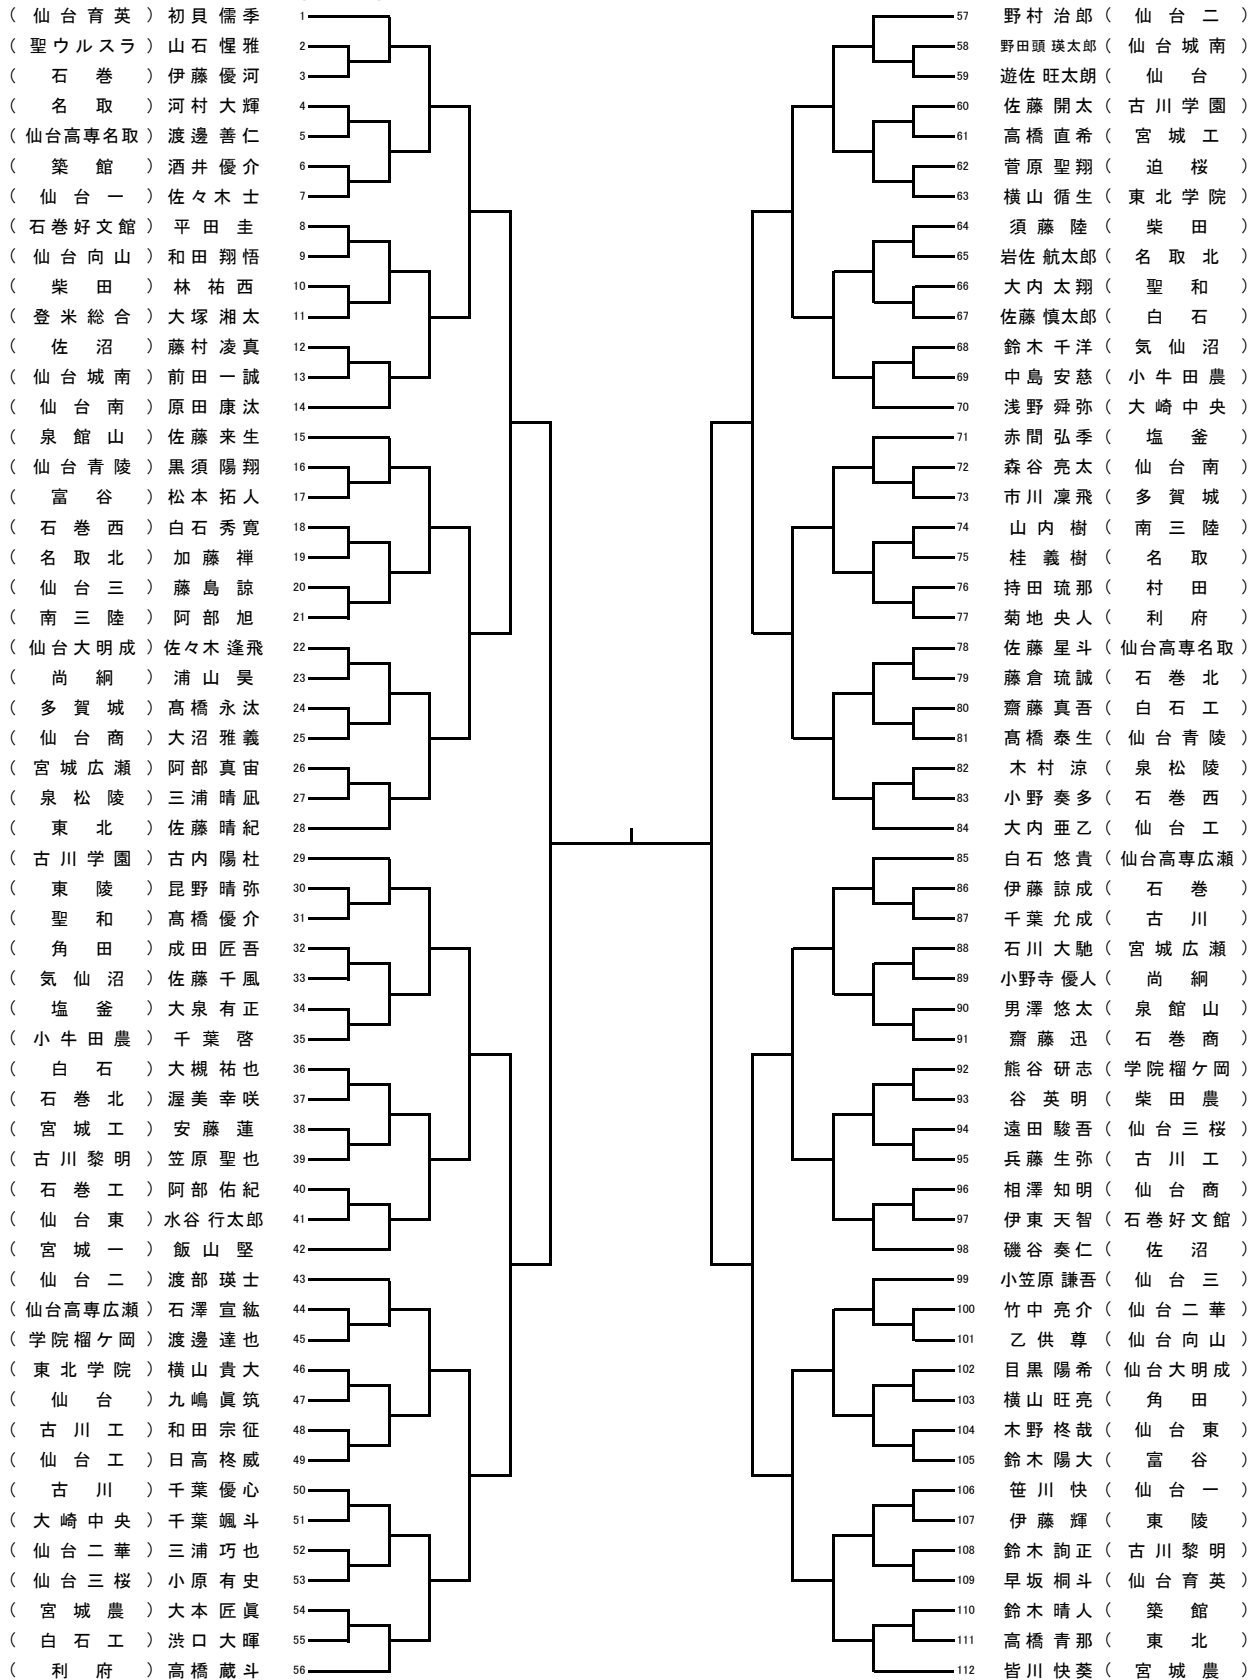 ( 仙台育英 ) 初貝 儒季 1
( 聖ウルスラ ) 山石 惺雅 2
( 石巻 ) 伊藤 優河 3
( 名取 ) 河村 大輝 4
( 仙台高専名取 ) 渡邊 善仁 5
( 築館 ) 酒井 優介 6
( 仙台一 ) 佐々木 士 7
( 石巻好文館 ) 平田 圭 8
( 仙台向山 ) 和田 翔悟 9
( 柴田 ) 林 祐西 10
( 登米総合 ) 大塚 湘太 11
( 佐沼 ) 藤村 凌真 12
( 仙台城南 ) 前田 一誠 13
( 仙台南 ) 原田 康汰 14
( 泉館山 ) 佐藤 来生 15
( 仙台青陵 ) 黒須 陽翔 16
( 富谷 ) 松本 拓人 17
( 石巻西 ) 白石 秀寛 18
( 名取北 ) 加藤 禅 19
( 仙台三 ) 藤島 諒 20
( 南三陸 ) 阿部 旭 21
( 仙台大明成 ) 佐々木 逢飛 22
( 尚絅 ) 浦山 昊 23
( 多賀城 ) 髙橋 永汰 24
( 仙台商 ) 大沼 雅義 25
( 宮城広瀬 ) 阿部 真宙 26
( 泉松陵 ) 三浦 晴凪 27
( 東北 ) 佐藤 晴紀 28
( 古川学園 ) 古内 陽杜 29
( 東陵 ) 昆野 晴弥 30
( 聖和 ) 髙橋 優介 31
( 角田 ) 成田 匠吾 32
( 気仙沼 ) 佐藤 千風 33
( 塩釜 ) 大泉 有正 34
( 小牛田農 ) 千葉 啓 35
( 白石 ) 大槻 祐也 36
( 石巻北 ) 渥美 幸咲 37
( 宮城工 ) 安藤 蓮 38
( 古川黎明 ) 笠原 聖也 39
( 石巻工 ) 阿部 佑紀 40
( 仙台東 ) 水谷 行太郎 41
( 宮城一 ) 飯山 堅 42
( 仙台二 ) 渡部 瑛士 43
( 仙台高専広瀬 ) 石澤 宣紘 44
( 学院榴ケ岡 ) 渡邊 達也 45
( 東北学院 ) 横山 貴大 46
( 仙台 ) 九嶋 眞筑 47
( 古川工 ) 和田 宗征 48
( 仙台工 ) 日高 柊威 49
( 古川 ) 千葉 優心 50
( 大崎中央 ) 千葉 颯斗 51
( 仙台二華 ) 三浦 巧也 52
( 仙台三桜 ) 小原 有史 53
( 宮城農 ) 大本 匠眞 54
( 白石工 ) 渋口 大暉 55
( 利府 ) 高橋 蔵斗 56
57 野村 治郎 ( 仙台二 )
58 野田頭 瑛太郎 ( 仙台城南 )
59 遊佐 旺太朗 ( 仙台 )
60 佐藤 開太 ( 古川学園 )
61 高橋 直希 ( 宮城工 )
62 菅原 聖翔 ( 迫桜 )
63 横山 循生 ( 東北学院 )
64 須藤 陸 ( 柴田 )
65 岩佐 航太郎 ( 名取北 )
66 大内 太翔 ( 聖和 )
67 佐藤 慎太郎 ( 白石 )
68 鈴木 千洋 ( 気仙沼 )
69 中島 安慈 ( 小牛田農 )
70 浅野 舜弥 ( 大崎中央 )
71 赤間 弘季 ( 塩釜 )
72 森谷 亮太 ( 仙台南 )
73 市川 凜飛 ( 多賀城 )
74 山内 樹 ( 南三陸 )
75 桂 義樹 ( 名取 )
76 持田 琉那 ( 村田 )
77 菊地 央人 ( 利府 )
78 佐藤 星斗 ( 仙台高専名取 )
79 藤倉 琉誠 ( 石巻北 )
80 齋藤 真吾 ( 白石工 )
81 髙橋 泰生 ( 仙台青陵 )
82 木村 涼 ( 泉松陵 )
83 小野 奏多 ( 石巻西 )
84 大内 亜乙 ( 仙台工 )
85 白石 悠貴 ( 仙台高専広瀬 )
86 伊藤 諒成 ( 石巻 )
87 千葉 允成 ( 古川 )
88 石川 大馳 ( 宮城広瀬 )
89 小野寺 優人 ( 尚絅 )
90 男澤 悠太 ( 泉館山 )
91 齋藤 迅 ( 石巻商 )
92 熊谷 研志 ( 学院榴ケ岡 )
93 谷 英明 ( 柴田農 )
94 遠田 駿吾 ( 仙台三桜 )
95 兵藤 生弥 ( 古川工 )
96 相澤 知明 ( 仙台商 )
97 伊東 天智 ( 石巻好文館 )
98 磯谷 奏仁 ( 佐沼 )
99 小笠原 謙吾 ( 仙台三 )
100 竹中 亮介 ( 仙台二華 )
101 乙供 尊 ( 仙台向山 )
102 目黒 陽希 ( 仙台大明成 )
103 横山 旺亮 ( 角田 )
104 木野 柊哉 ( 仙台東 )
105 鈴木 陽大 ( 富谷 )
106 笹川 快 ( 仙台一 )
107 伊藤 輝 ( 東陵 )
108 鈴木 詢正 ( 古川黎明 )
109 早坂 桐斗 ( 仙台育英 )
110 鈴木 晴人 ( 築館 )
111 高橋 青那 ( 東北 )
112 皆川 快葵 ( 宮城農 )